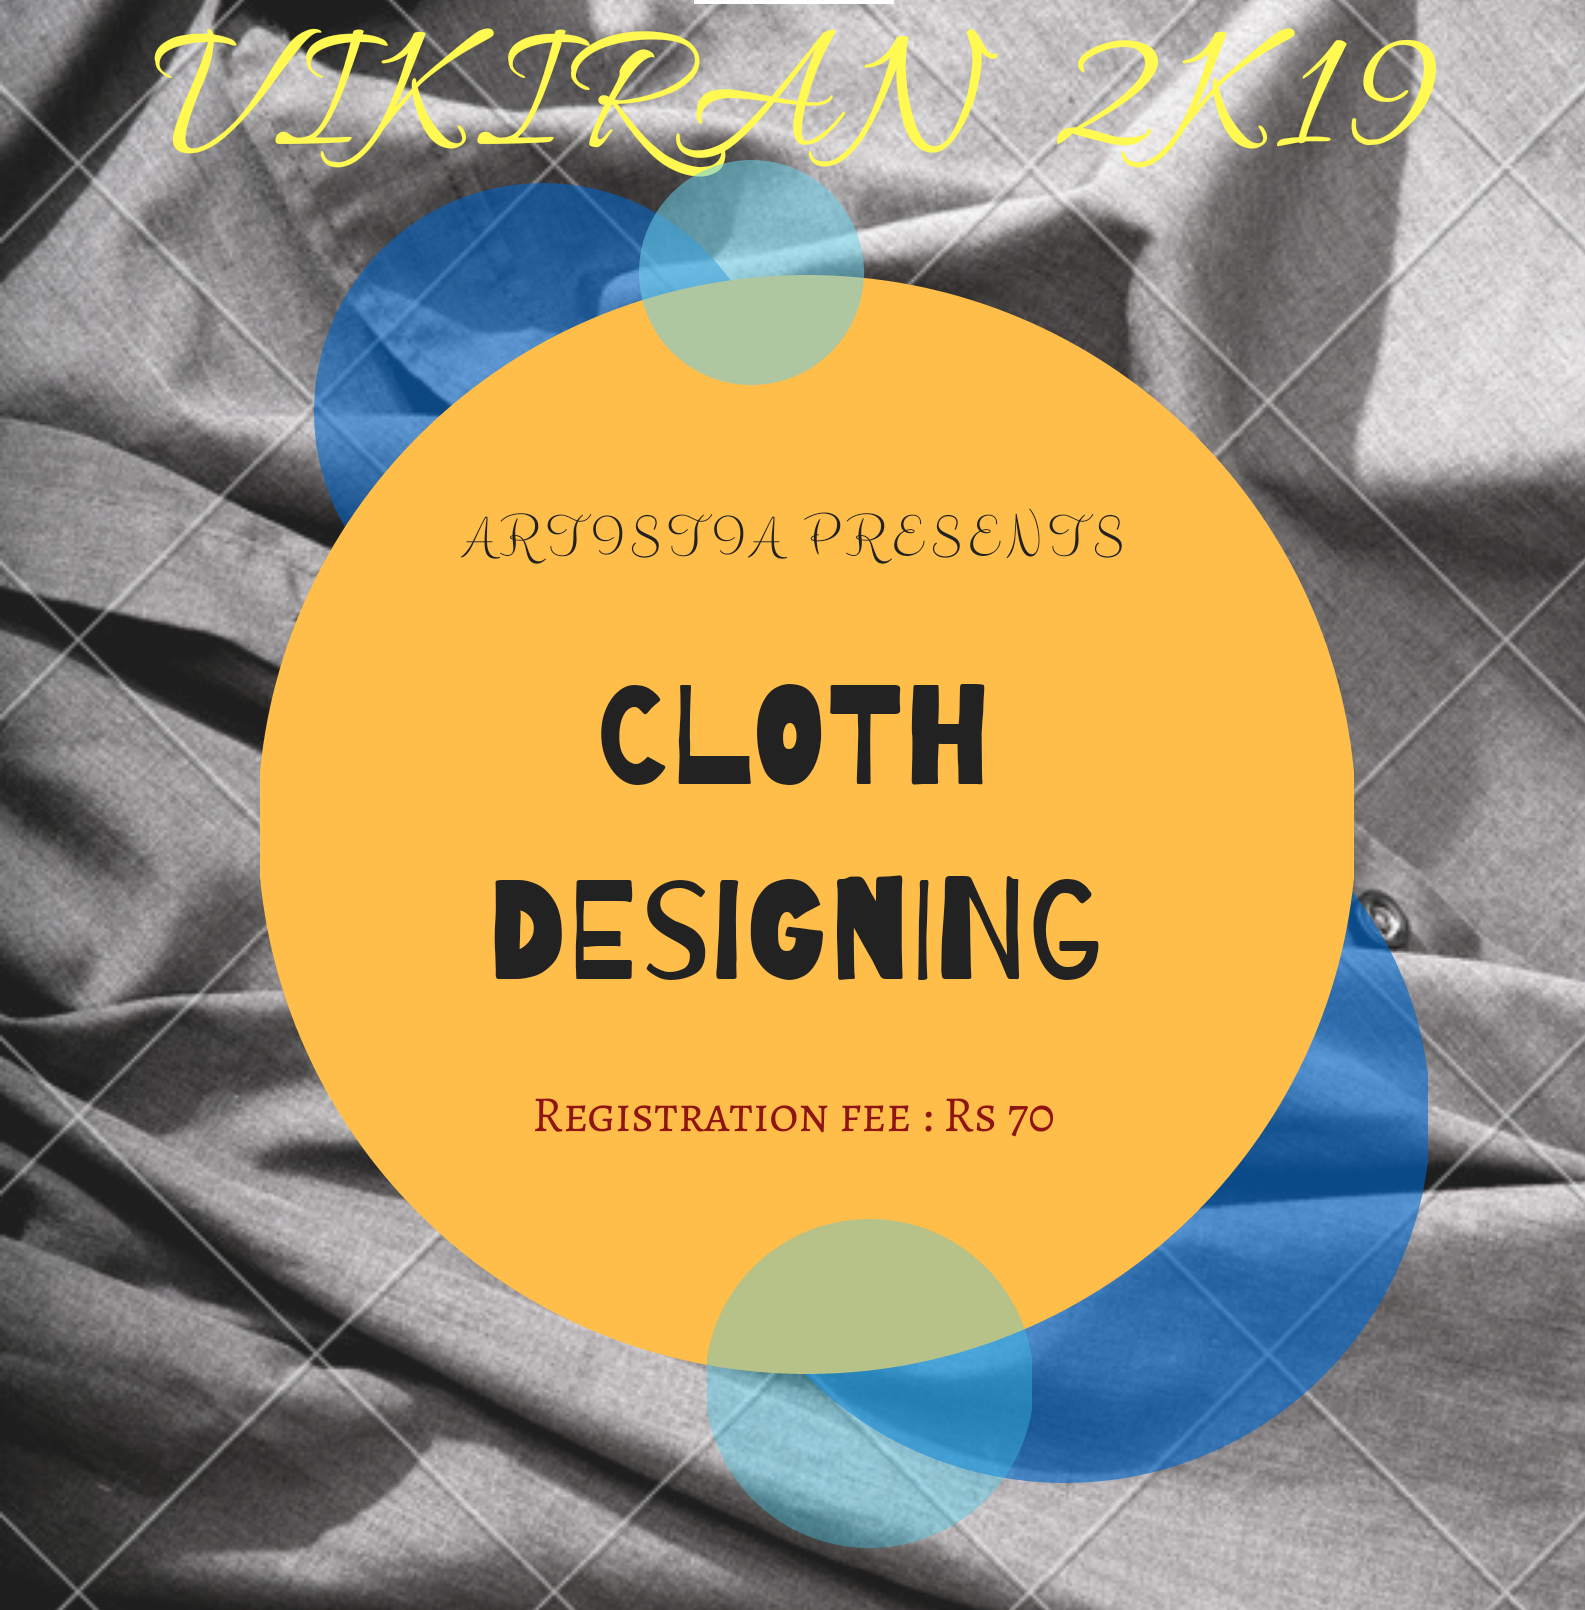 VIKIRAN 2K19
ARTISTIA PRESENTS
CLOTH
DESIGNING
Registration fee : Rs 70